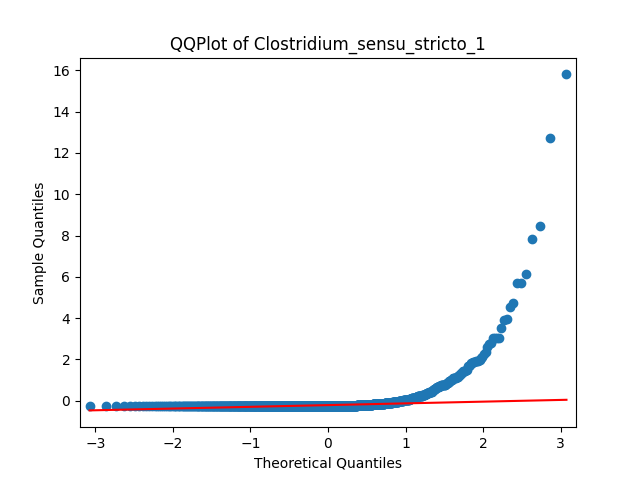 QQPlot of Clostridium_sensu_stricto_1
16
14
12
10
8
6
4
2
0
Sample Quantiles
−3 −2 −1 0 1 2 3
Theoretical Quantiles